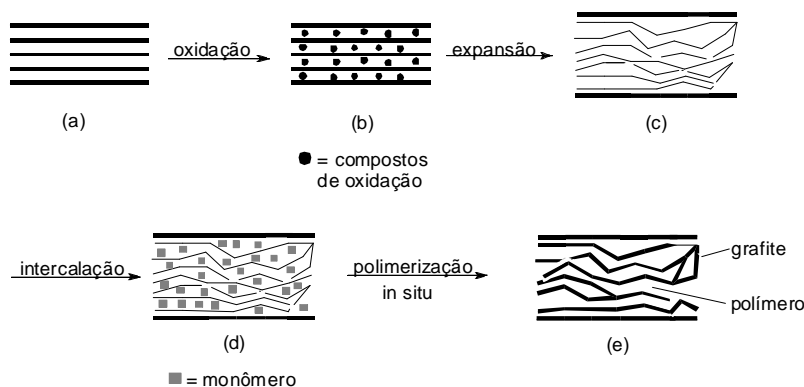 oxidação
expansão
(a)
(b)
(c)
= compostos
de oxidação
intercalação
polimerização
in situ
grafite
polímero
(d)
(e)
= monômero